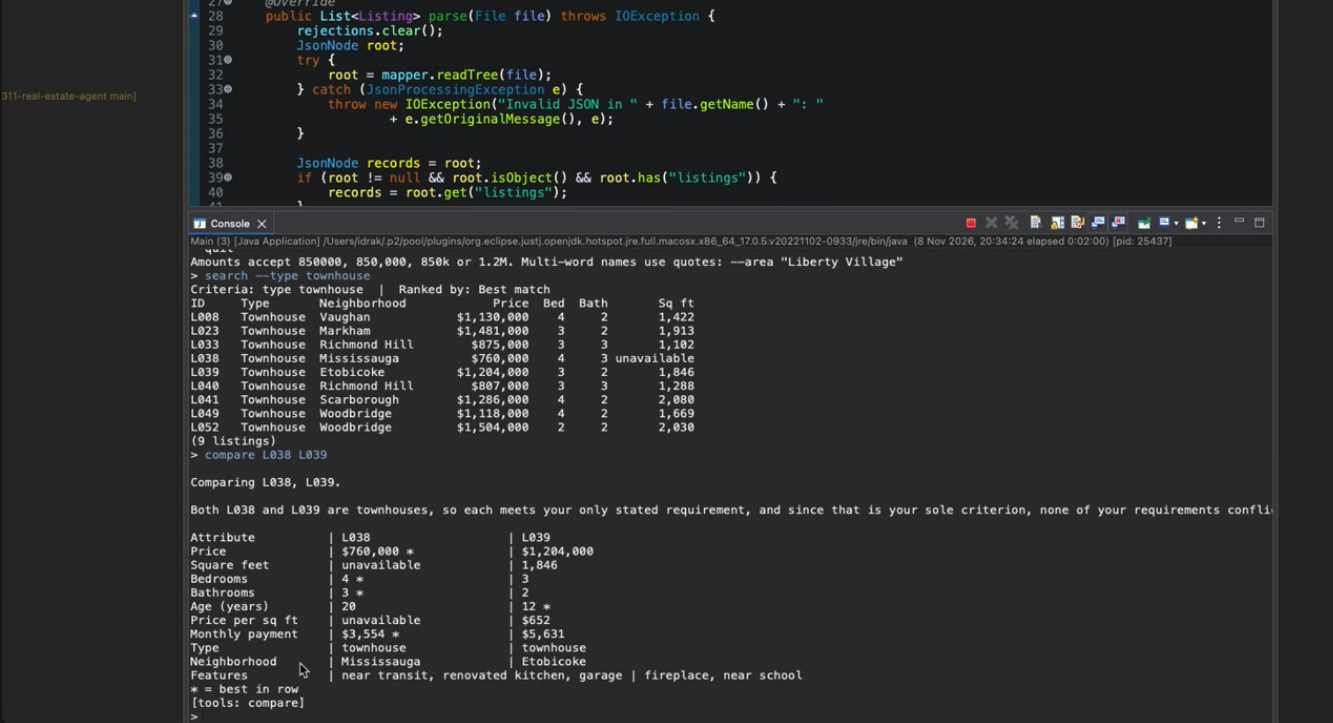 27 @Override
311-real-estate-agent main]
28 public List<Listing> parse(File file) throws IOException {
29 rejections.clear();
30 JsonNode root;
31 try {
32 root = mapper.readTree(file);
33 } catch (JsonProcessingException e) {
34 throw new IOException("Invalid JSON in " + file.getName() + ": "
35 + e.getOriginalMessage(), e);
36 }
37
38 JsonNode records = root;
39 if (root != null && root.isObject() && root.has("listings")) {
40 records = root.get("listings");
41 }
Console
Main (3) [Java Application] /Users/idrak/.p2/pool/plugins/org.eclipse.justj.openjdk.hotspot.jre.full.macosx.x86_64_17.0.5.v20221102-0933/jre/bin/java (8 Nov 2026, 20:34:24 elapsed 0:02:00) [pid: 25437]
Amounts accept 850000, 850,000, 850k or 1.2M. Multi-word names use quotes: --area "Liberty Village"
> search --type townhouse
Criteria: type townhouse | Ranked by: Best match
ID Type Neighborhood Price Bed Bath Sq ft
L008 Townhouse Vaughan $1,130,000 4 2 1,422
L023 Townhouse Markham $1,481,000 3 2 1,913
L033 Townhouse Richmond Hill $875,000 3 3 1,102
L038 Townhouse Mississauga $760,000 4 3 unavailable
L039 Townhouse Etobicoke $1,204,000 3 2 1,846
L040 Townhouse Richmond Hill $807,000 3 3 1,288
L041 Townhouse Scarborough $1,286,000 4 2 2,080
L049 Townhouse Woodbridge $1,118,000 4 2 1,669
L052 Townhouse Woodbridge $1,504,000 2 2 2,030
(9 listings)
> compare L038 L039
Comparing L038, L039.
Both L038 and L039 are townhouses, so each meets your only stated requirement, and since that is your sole criterion, none of your requirements confli
Attribute | L038 | L039
Price | $760,000 * | $1,204,000
Square feet | unavailable | 1,846
Bedrooms | 4 * | 3
Bathrooms | 3 * | 2
Age (years) | 20 | 12 *
Price per sq ft | unavailable | $652
Monthly payment | $3,554 * | $5,631
Type | townhouse | townhouse
Neighborhood | Mississauga | Etobicoke
Features | near transit, renovated kitchen, garage | fireplace, near school
* = best in row
[tools: compare]
>